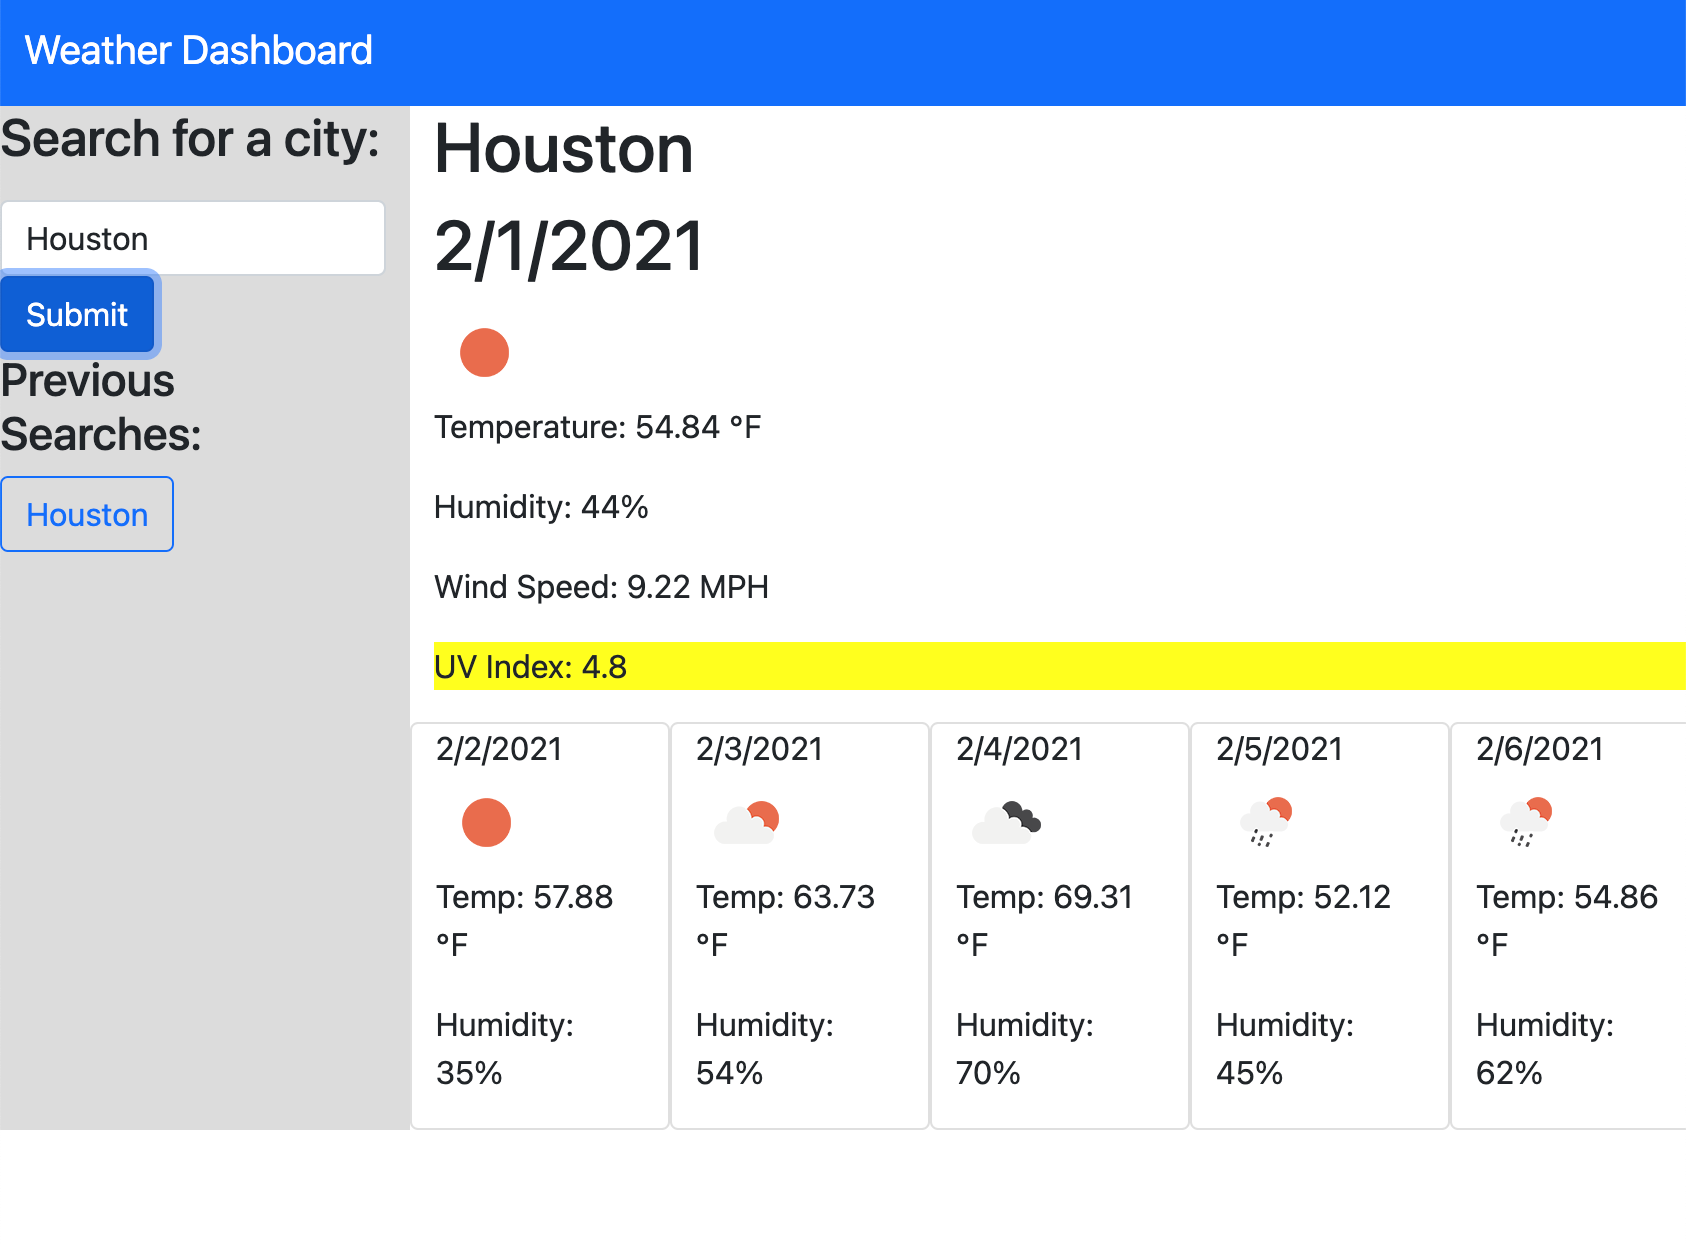 Weather Dashboard
Search for a city:
Houston
Submit
Previous
Searches:
Houston
Houston
2/1/2021
Temperature: 54.84 °F
Humidity: 44%
Wind Speed: 9.22 MPH
UV Index: 4.8
2/2/2021
Temp: 57.88
°F
Humidity:
35%
2/3/2021
Temp: 63.73
°F
Humidity:
54%
2/4/2021
Temp: 69.31
°F
Humidity:
70%
2/5/2021
Temp: 52.12
°F
Humidity:
45%
2/6/2021
Temp: 54.86
°F
Humidity:
62%